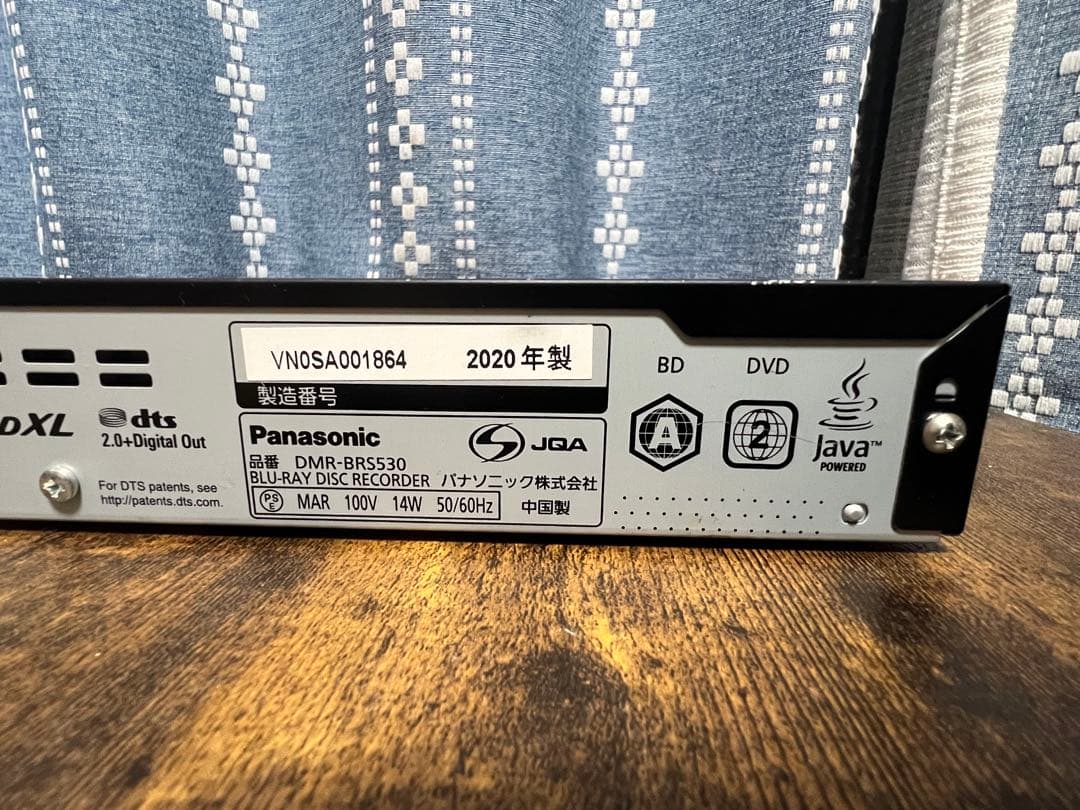 VN0SA001864 2020年製
製造番号
DXL
dts
2.0+Digital Out
For DTS patents, see
http://patents.dts.com.
Panasonic JQA
品番 DMR-BRS530
BLU-RAY DISC RECORDER パナソニック株式会社
PS E MAR 100V 14W 50/60Hz 中国製
BD DVD
A 2
Java™
POWERED